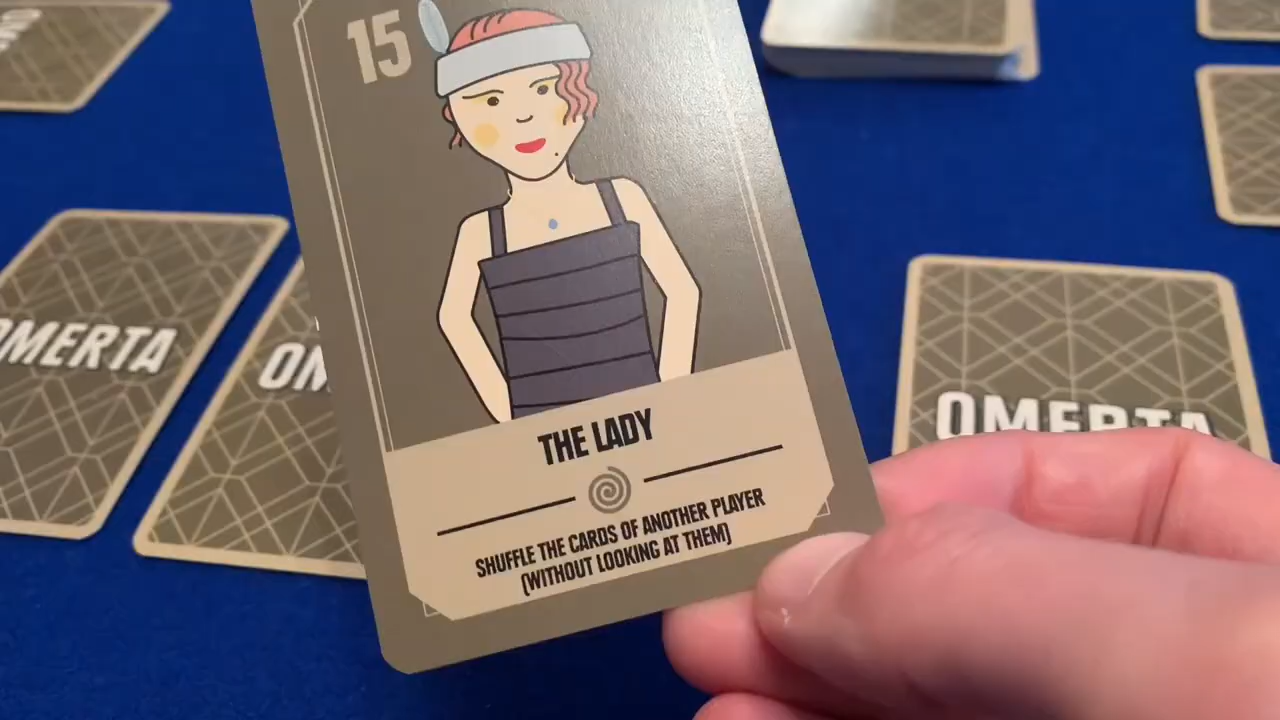 15
THE LADY
SHUFFLE THE CARDS OF ANOTHER PLAYER
(WITHOUT LOOKING AT THEM)
OMERTA
OMERTA